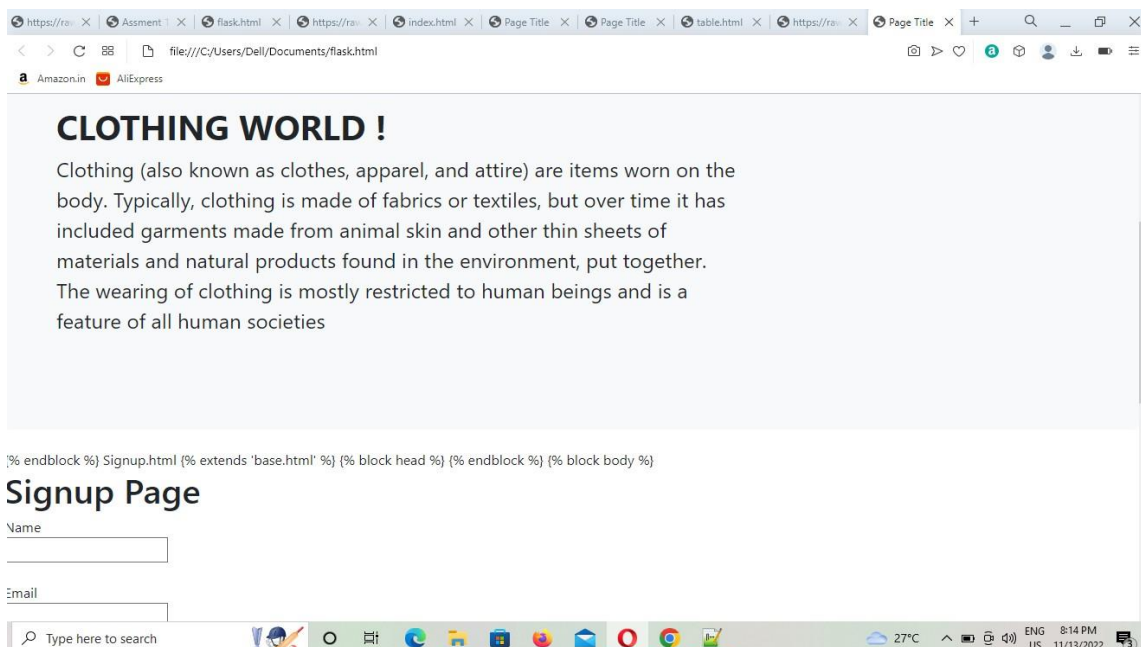 https://rav
Assment T
flask.html
https://rav
index.html
Page Title
Page Title
table.html
https://rav
Page Title
file:///C:/Users/Dell/Documents/flask.html
a Amazon.in AliExpress
CLOTHING WORLD !
Clothing (also known as clothes, apparel, and attire) are items worn on the
body. Typically, clothing is made of fabrics or textiles, but over time it has
included garments made from animal skin and other thin sheets of
materials and natural products found in the environment, put together.
The wearing of clothing is mostly restricted to human beings and is a
feature of all human societies
{% endblock %} Signup.html {% extends 'base.html' %} {% block head %} {% endblock %} {% block body %}
Signup Page
Name
Email
Type here to search
27°C
ENG
US
8:14 PM
11/13/2022
3